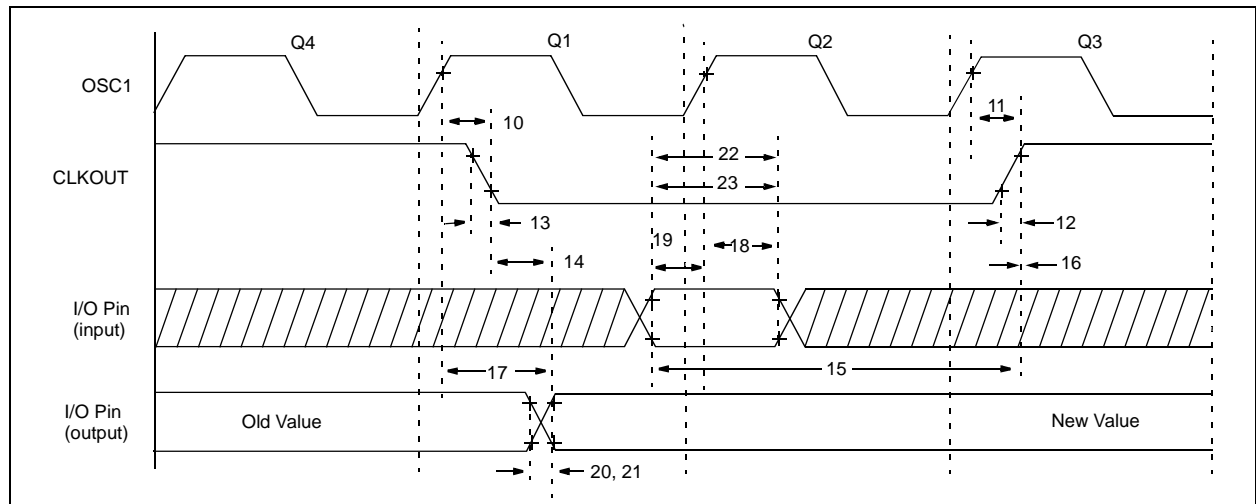 Q4 Q1 Q2 Q3
OSC1
11
10
22
CLKOUT
23
13 12
19 18
14 16
I/O Pin
(input)
17 15
I/O Pin
(output)
Old Value New Value
20, 21